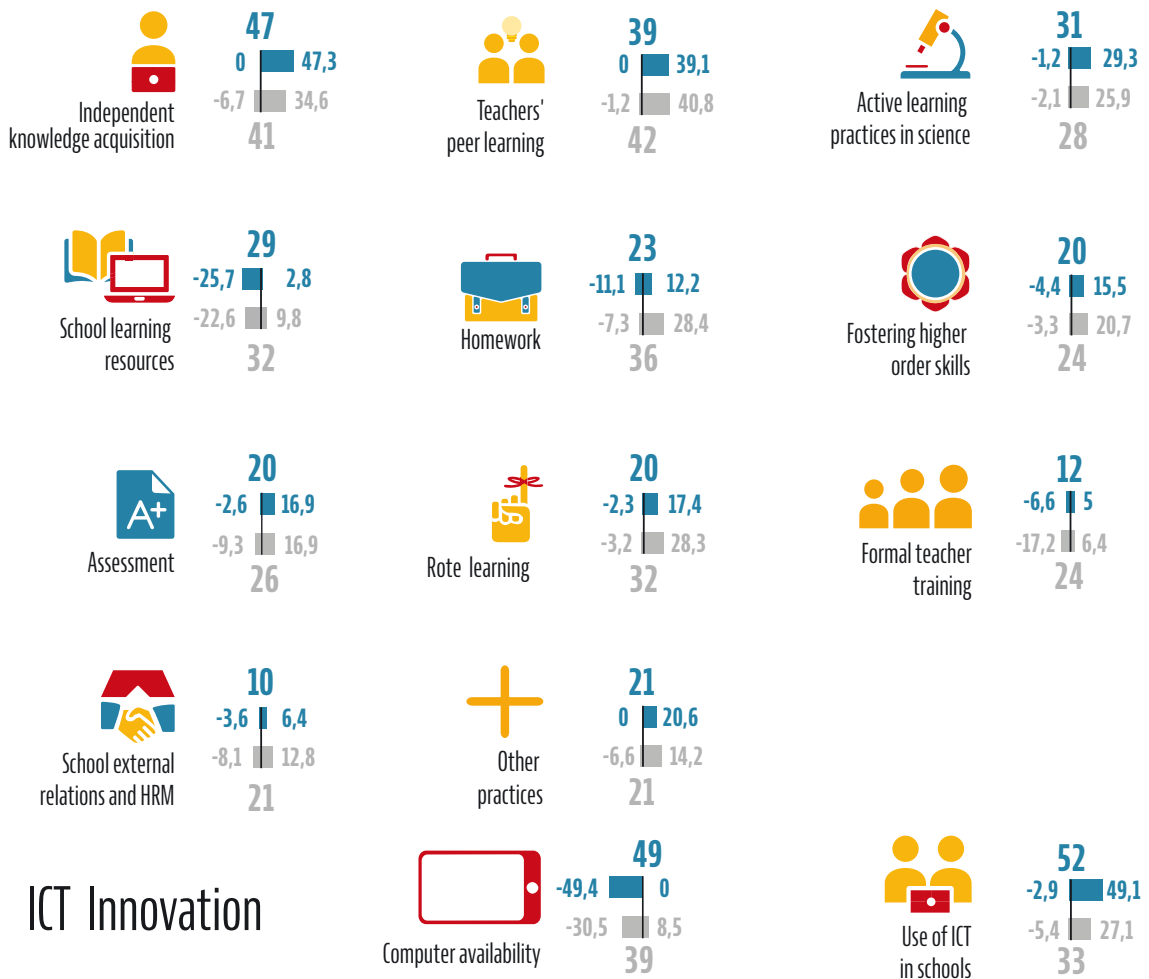 47
0 47,3
-6,7 34,6
41
Independent
knowledge acquisition
39
0 39,1
-1,2 40,8
42
Teachers'
peer learning
31
-1,2 29,3
-2,1 25,9
28
Active learning
practices in science
29
-25,7 2,8
-22,6 9,8
32
School learning
resources
23
-11,1 12,2
-7,3 28,4
36
Homework
20
-4,4 15,5
-3,3 20,7
24
Fostering higher
order skills
A+
20
-2,6 16,9
-9,3 16,9
26
Assessment
20
-2,3 17,4
-3,2 28,3
32
Rote learning
12
-6,6 5
-17,2 6,4
24
Formal teacher
training
10
-3,6 6,4
-8,1 12,8
21
School external
relations and HRM
21
0 20,6
-6,6 14,2
21
Other
practices
ICT Innovation
49
-49,4 0
-30,5 8,5
39
Computer availability
52
-2,9 49,1
-5,4 27,1
33
Use of ICT
in schools